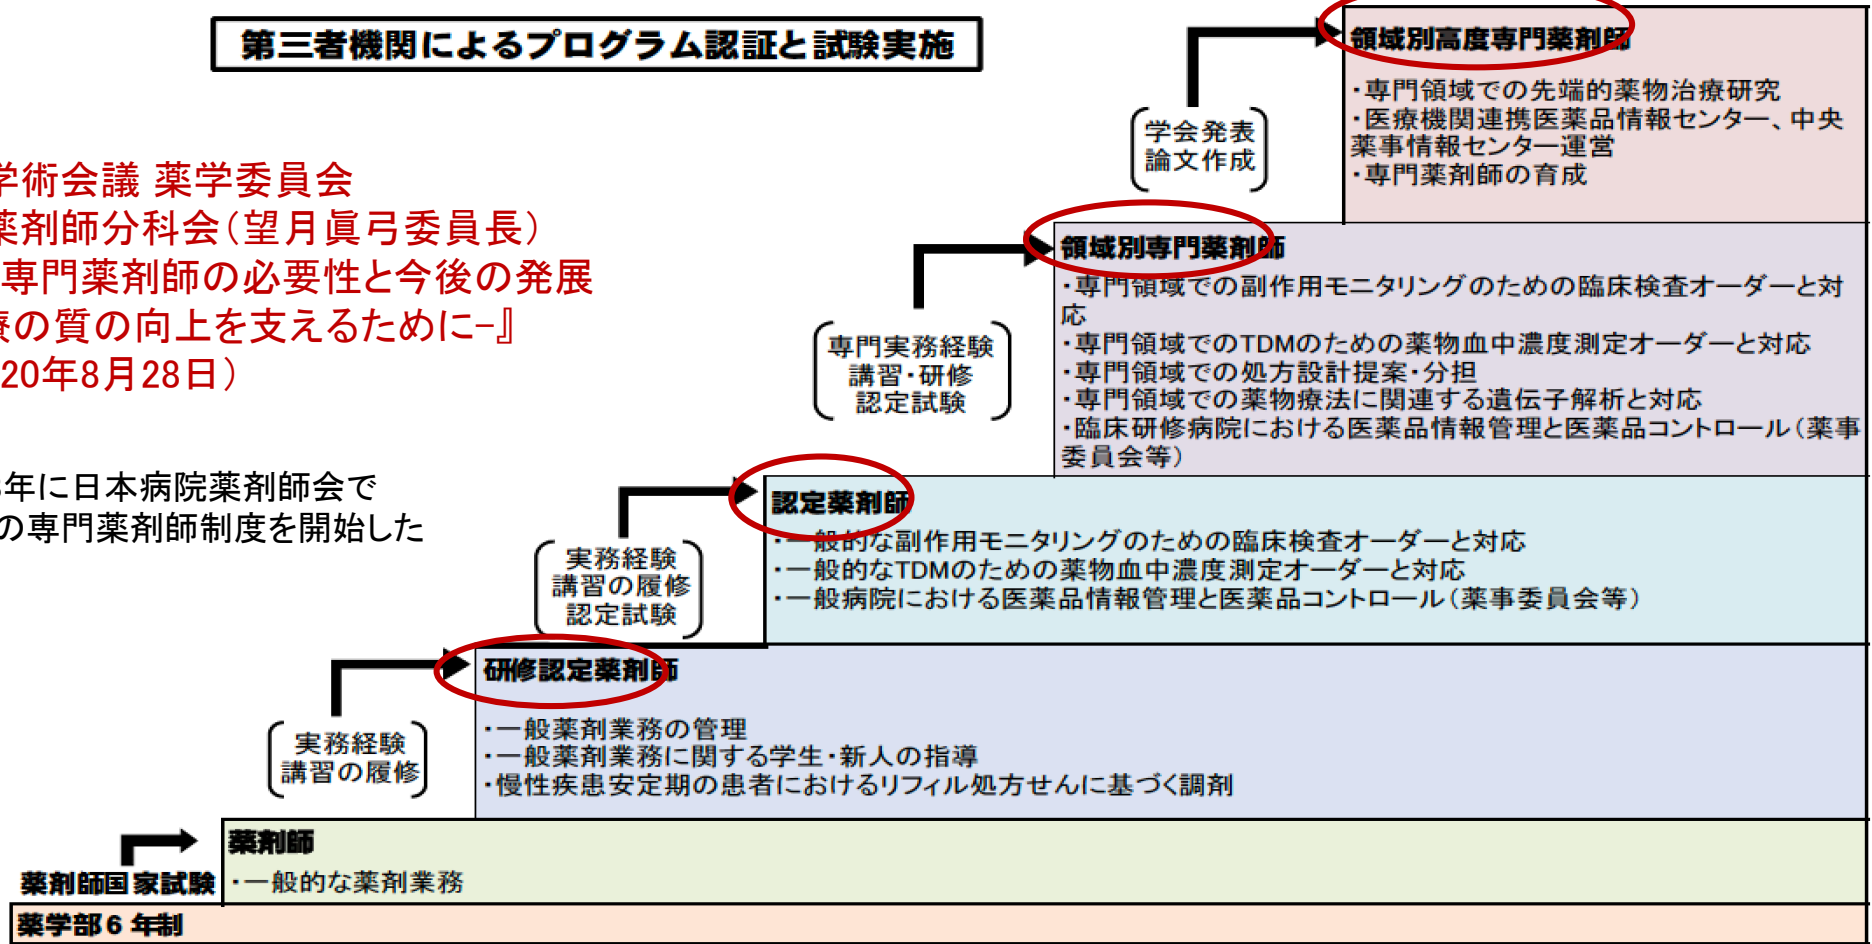 第三者機関によるプログラム認証と試験実施
学術会議 薬学委員会
薬剤師分科会（望月眞弓委員長）
専門薬剤師の必要性と今後の発展
療の質の向上を支えるために−』
20年8月28日）
年に日本病院薬剤師会で
の専門薬剤師制度を開始した
領域別高度専門薬剤師
・専門領域での先端的薬物治療研究
・医療機関連携医薬品情報センター、中央
薬事情報センター運営
・専門薬剤師の育成
学会発表
論文作成
領域別専門薬剤師
・専門領域での副作用モニタリングのための臨床検査オーダーと対
応
・専門領域でのTDMのための薬物血中濃度測定オーダーと対応
・専門領域での処方設計提案・分担
・専門領域での薬物療法に関連する遺伝子解析と対応
・臨床研修病院における医薬品情報管理と医薬品コントロール（薬事
委員会等）
専門実務経験
講習・研修
認定試験
認定薬剤師
・一般的な副作用モニタリングのための臨床検査オーダーと対応
・一般的なTDMのための薬物血中濃度測定オーダーと対応
・一般病院における医薬品情報管理と医薬品コントロール（薬事委員会等）
実務経験
講習の履修
認定試験
研修認定薬剤師
・一般薬剤業務の管理
・一般薬剤業務に関する学生・新人の指導
・慢性疾患安定期の患者におけるリフィル処方せんに基づく調剤
実務経験
講習の履修
薬剤師
・一般的な薬剤業務
薬剤師国家試験
薬学部6年制